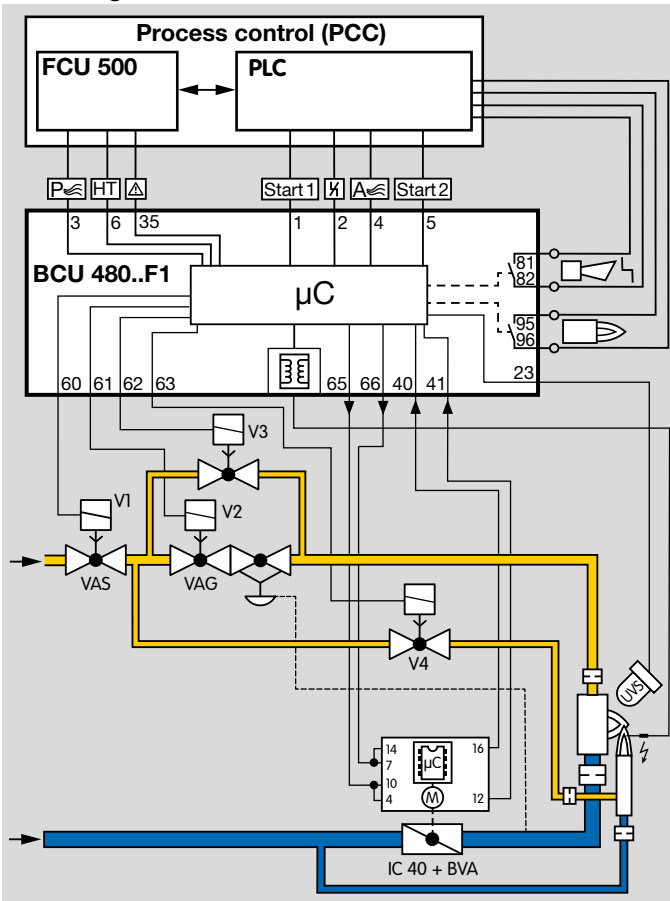 Process control (PCC)
FCU 500
PLC
P
HT
Start 1
A
Start 2
3
6
35
1
2
4
5
BCU 480..F1
µC
81
82
95
96
23
60
61
62
63
65
66
40
41
V3
V1
V2
VAS
VAG
V4
UVS
14
7
10
4
µC
M
16
12
IC 40 + BVA